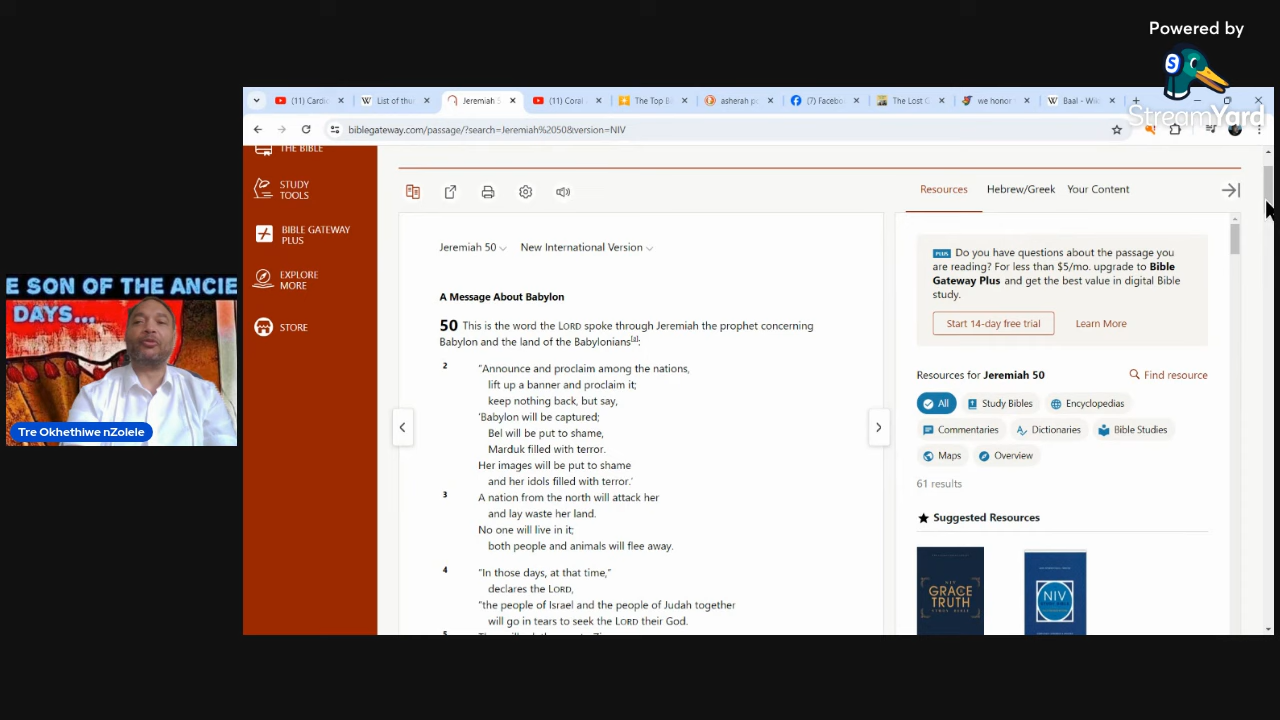 Powered by
StreamYard
(11) Cardi
List of thu
Jeremiah 5
(11) Corai a
The Top B
asherah p
(7) Facebo
The Lost C
we honor
Baal - Wik
biblegateway.com/passage/?search=Jeremiah%2050&version=NIV
THE BIBLE
STUDY
TOOLS
BIBLE GATEWAY
PLUS
EXPLORE
MORE
STORE
Resources
Hebrew/Greek
Your Content
Jeremiah 50
New International Version
A Message About Babylon
50 This is the word the LORD spoke through Jeremiah the prophet concerning
Babylon and the land of the Babylonians[a]:
2 "Announce and proclaim among the nations,
lift up a banner and proclaim it;
keep nothing back, but say,
'Babylon will be captured;
Bel will be put to shame,
Marduk filled with terror.
Her images will be put to shame
and her idols filled with terror.'
3 A nation from the north will attack her
and lay waste her land.
No one will live in it;
both people and animals will flee away.
4 "In those days, at that time,"
declares the LORD,
"the people of Israel and the people of Judah together
will go in tears to seek the LORD their God.
5
PLUS Do you have questions about the passage you
are reading? For less than $5/mo. upgrade to Bible
Gateway Plus and get the best value in digital Bible
study.
Start 14-day free trial
Learn More
Resources for Jeremiah 50
Find resource
All
Study Bibles
Encyclopedias
Commentaries
Dictionaries
Bible Studies
Maps
Overview
61 results
Suggested Resources
NIV
GRACE
TRUTH
STUDY BIBLE
NIV
E SON OF THE ANCIE
DAYS...
Tre Okhethiwe nZolele